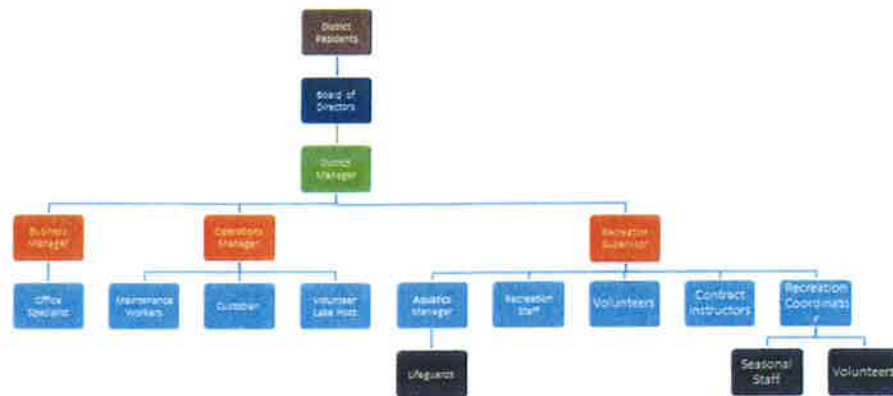 District
Residents
Board of
Directors
District
Manager
Business
Manager
Operations
Manager
Recreation
Supervisor
Office
Specialist
Maintenance
Workers
Custodian
Volunteer
Lake Host
Aquatics
Manager
Recreation
Staff
Volunteers
Contract
Instructors
Recreation
Coordinato
r
Lifeguards
Seasonal
Staff
Volunteers